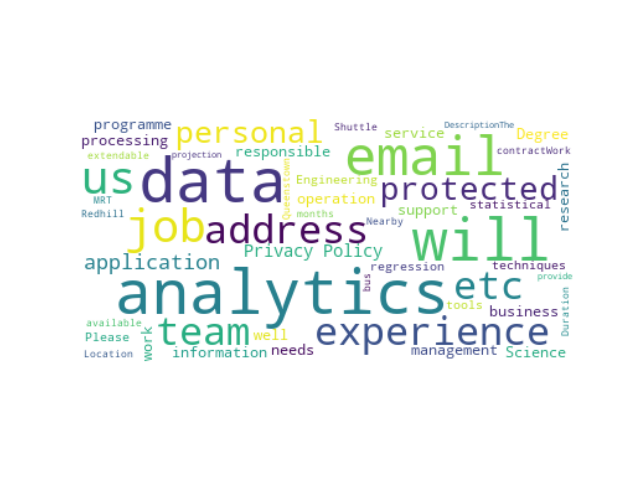 programme
Shuttle
DescriptionThe
processing
personal
service
Degree
extendable
projection
responsible
email
contractWork
us
data
Queenstown
Engineering
protected
research
MRT
operation
statistical
Redhill
job
address
months
support
Nearby
will
Privacy Policy
application
regression
techniques
analytics
bus
etc
provide
tools
business
Duration
available
team
well
experience
Please
work
Location
information
needs
management
Science